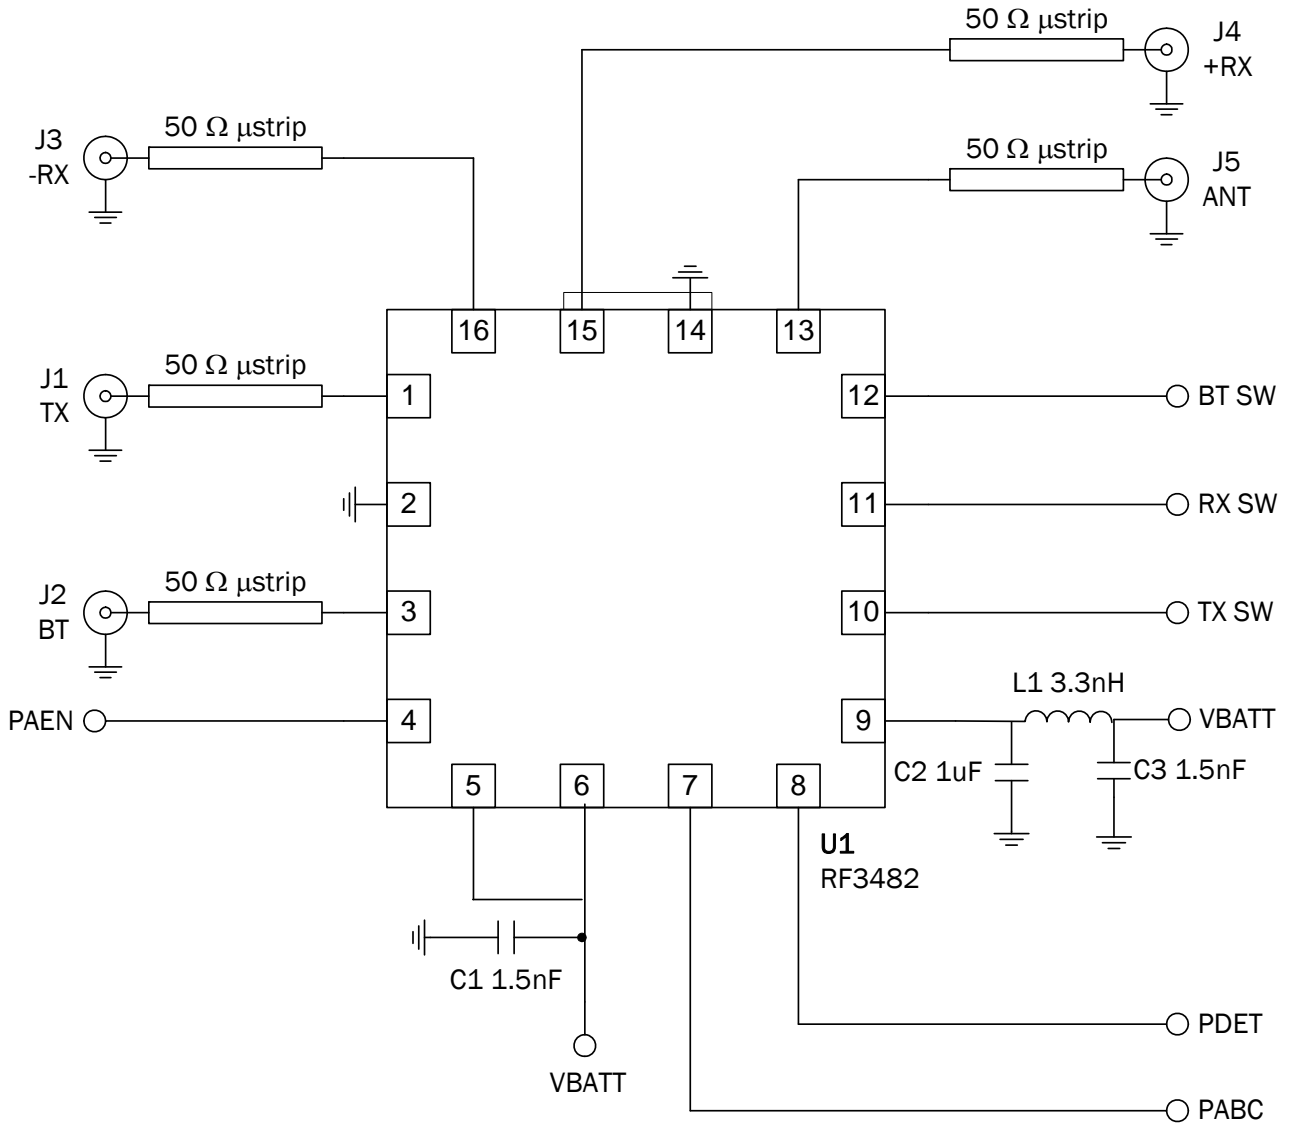 50 Ω µstrip
J4
+RX
50 Ω µstrip
J3
-RX
50 Ω µstrip
J5
ANT
16
15
14
13
50 Ω µstrip
J1
TX
1
12
BT SW
2
11
RX SW
50 Ω µstrip
J2
BT
3
10
TX SW
L1 3.3nH
PAEN
4
9
VBATT
C2 1uF
C3 1.5nF
5
6
7
8
U1
RF3482
C1 1.5nF
PDET
VBATT
PABC